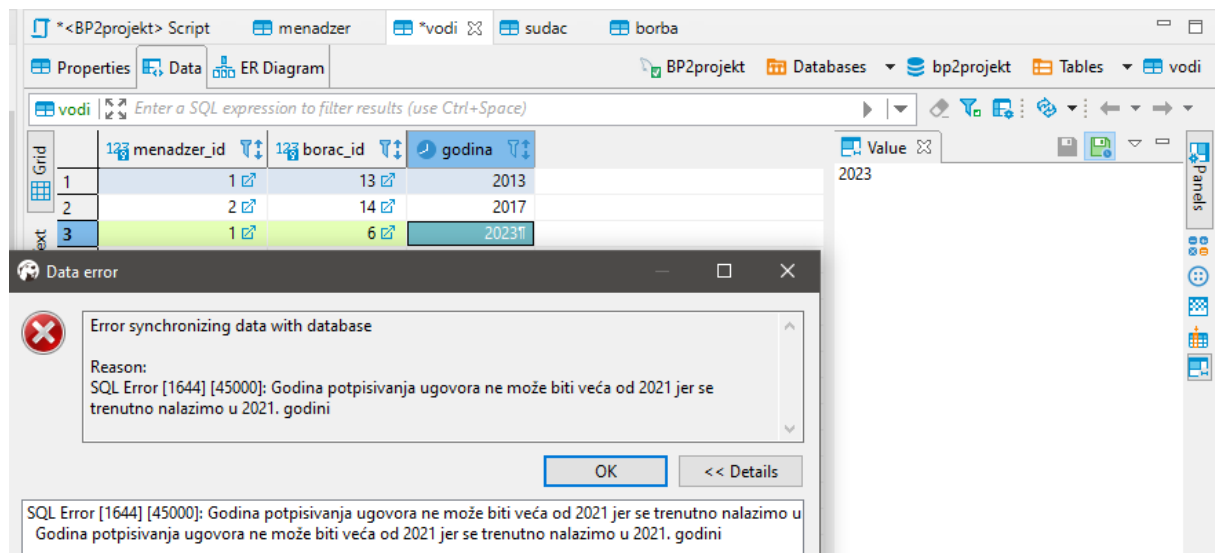 *<BP2projekt> Script menadzer *vodi sudac borba
Properties Data ER Diagram BP2projekt Databases bp2projekt Tables vodi
vodi Enter a SQL expression to filter results (use Ctrl+Space)
Grid 123 menadzer_id 123 borac_id godina Value
1 1 13 2013 2023
2 2 14 2017 Panels
3 1 6 2023¶
Data error
Error synchronizing data with database
Reason:
SQL Error [1644] [45000]: Godina potpisivanja ugovora ne može biti veća od 2021 jer se
trenutno nalazimo u 2021. godini
OK << Details
SQL Error [1644] [45000]: Godina potpisivanja ugovora ne može biti veća od 2021 jer se trenutno nalazimo u
Godina potpisivanja ugovora ne može biti veća od 2021 jer se trenutno nalazimo u 2021. godini